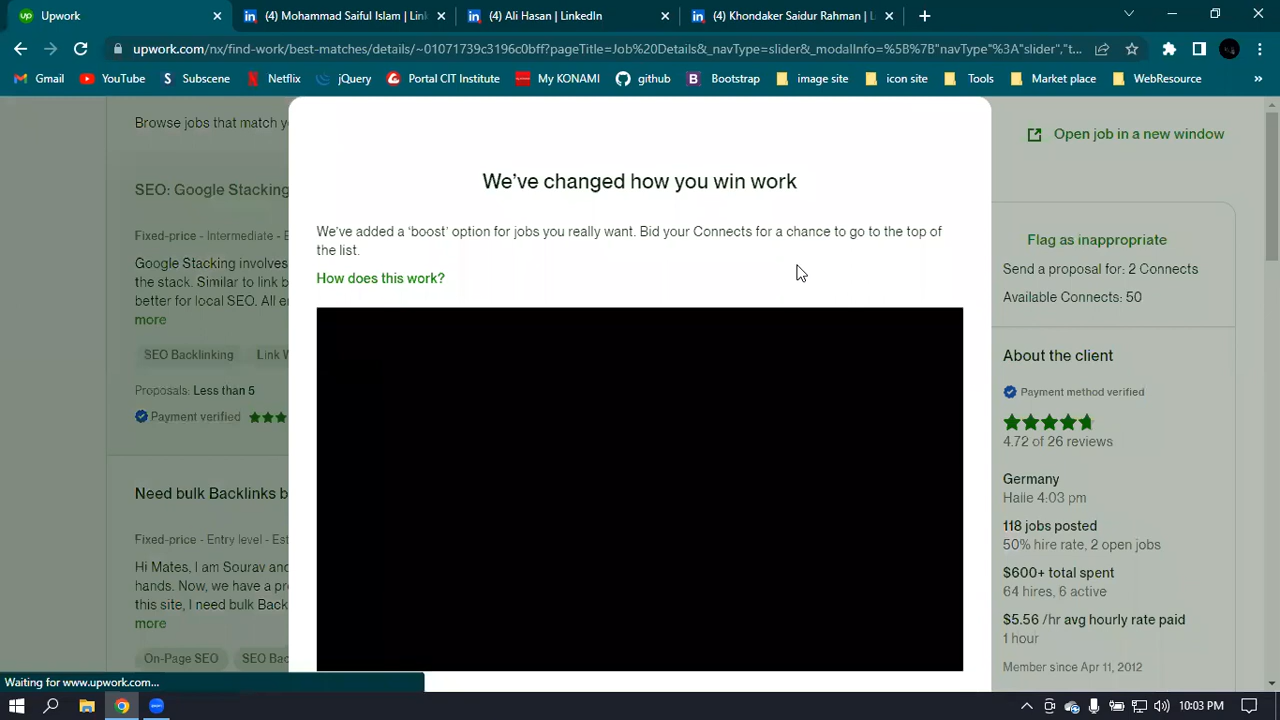 Upwork
(4) Mohammad Saiful Islam | Link
(4) Ali Hasan | LinkedIn
(4) Khondaker Saidur Rahman | L
upwork.com/nx/find-work/best-matches/details/~01071739c3196c0bff?pageTitle=Job%20Details&_navType=slider&_modalInfo=%5B%7B"navType"%3A"slider","t...
Gmail
YouTube
Subscene
Netflix
jQuery
Portal CIT Institute
My KONAMI
github
Bootstrap
image site
icon site
Tools
Market place
WebResource
Browse jobs that match y
Open job in a new window
We've changed how you win work
SEO: Google Stacking
We've added a 'boost' option for jobs you really want. Bid your Connects for a chance to go to the top of
the list.
How does this work?
Fixed-price - Intermediate - E
Google Stacking involves
the stack. Similar to link b
better for local SEO. All e
more
SEO Backlinking
Link W
Proposals: Less than 5
Payment verified
Need bulk Backlinks b
Fixed-price - Entry level - Est
Hi Mates, I am Sourav and
hands. Now, we have a pr
this site, I need bulk Back
more
On-Page SEO
SEO Ba
Flag as inappropriate
Send a proposal for: 2 Connects
Available Connects: 50
About the client
Payment method verified
4.72 of 26 reviews
Germany
Halle 4:03 pm
118 jobs posted
50% hire rate, 2 open jobs
$600+ total spent
64 hires, 6 active
$5.56 /hr avg hourly rate paid
1 hour
Member since Apr 11, 2012
Waiting for www.upwork.com...
10:03 PM